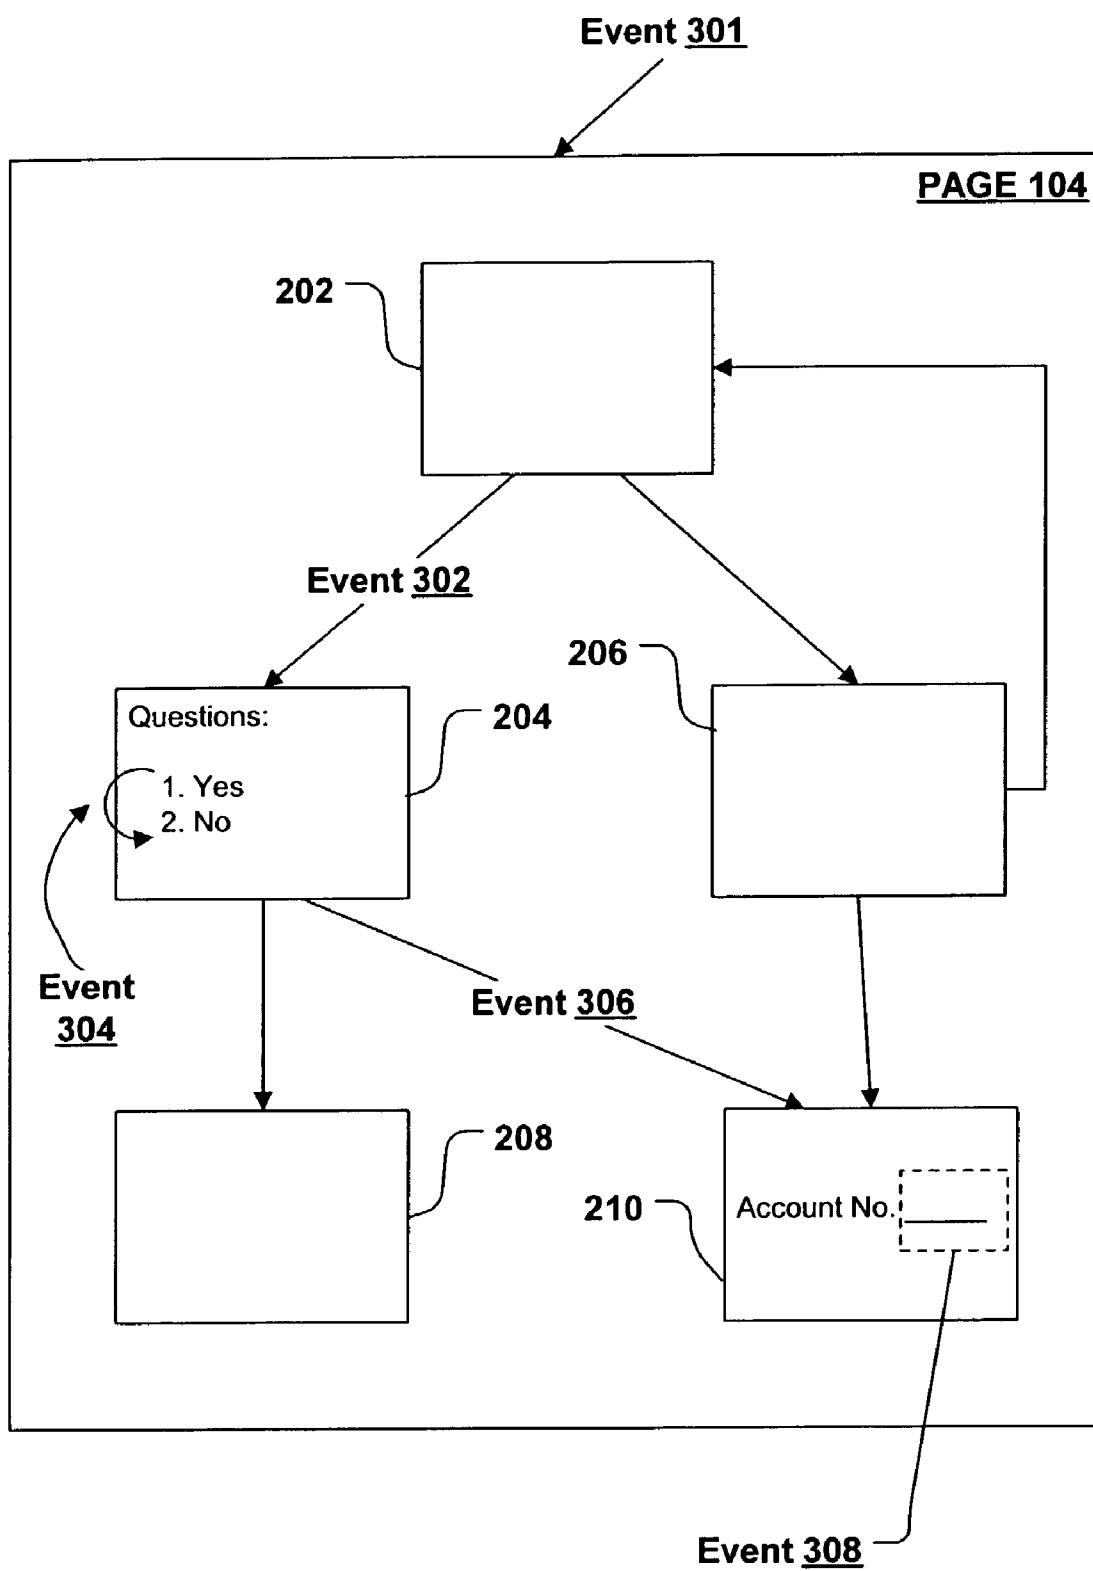 Event 301
PAGE 104
202
Event 302
206
Questions:
204
1. Yes
2. No
Event
304
Event 306
208
210
Account No.
Event 308